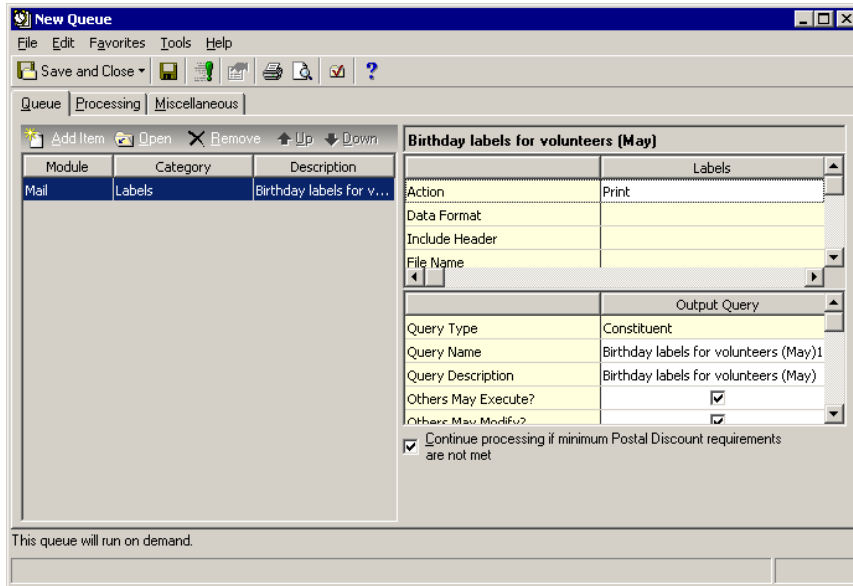 New Queue
File Edit Favorites Tools Help
Save and Close ?
Queue Processing Miscellaneous
Add Item Open Remove Up Down
Module Category Description
Mail Labels Birthday labels for v...
Birthday labels for volunteers (May)
Labels
Action Print
Data Format
Include Header
File Name
Output Query
Query Type Constituent
Query Name Birthday labels for volunteers (May)1
Query Description Birthday labels for volunteers (May)
Others May Execute?
Others May Modify?
Continue processing if minimum Postal Discount requirements
are not met
This queue will run on demand.